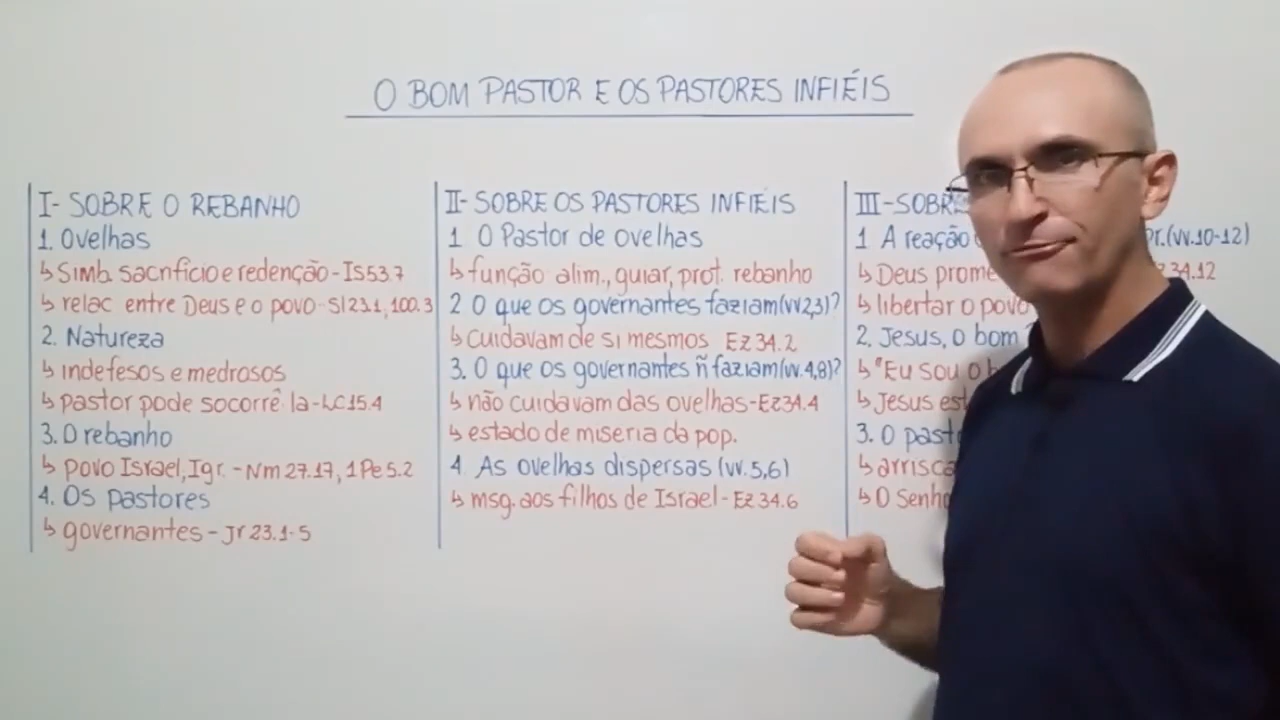 O BOM PASTOR E OS PASTORES INFIÉIS
I- SOBRE O REBANHO
1. Ovelhas
↳ Simb. sacrifício e redenção - Is 53.7
↳ relac entre Deus e o povo - Sl 23.1, 100.3
2. Natureza
↳ indefesos e medrosos
↳ pastor pode socorrê-la - LC 15.4
3. O rebanho
↳ povo Israel, Igr. - Nm 27.17, 1Pe 5.2
4. Os pastores
↳ governantes - Jr 23.1-5
II- SOBRE OS PASTORES INFIÉIS
1 O Pastor de ovelhas
↳ função alim., guiar, prot. rebanho
2 O que os governantes faziam (vv 2,3)?
↳ Cuidavam de si mesmos Ez 34.2
3. O que os governantes ñ faziam (vv. 4,8)?
↳ não cuidavam das ovelhas - Ez 34.4
↳ estado de miseria da pop.
4. As ovelhas dispersas (vv. 5,6)
↳ msg. aos filhos de Israel - Ez 34.6
III- SOBR
1 A reação pr. (vv. 10-12)
↳ Deus prome 34.12
↳ libertar o povo
2. Jesus, o bom
↳ "Eu sou o b
↳ Jesus est
3. O past
↳ arrisca
↳ O Senho